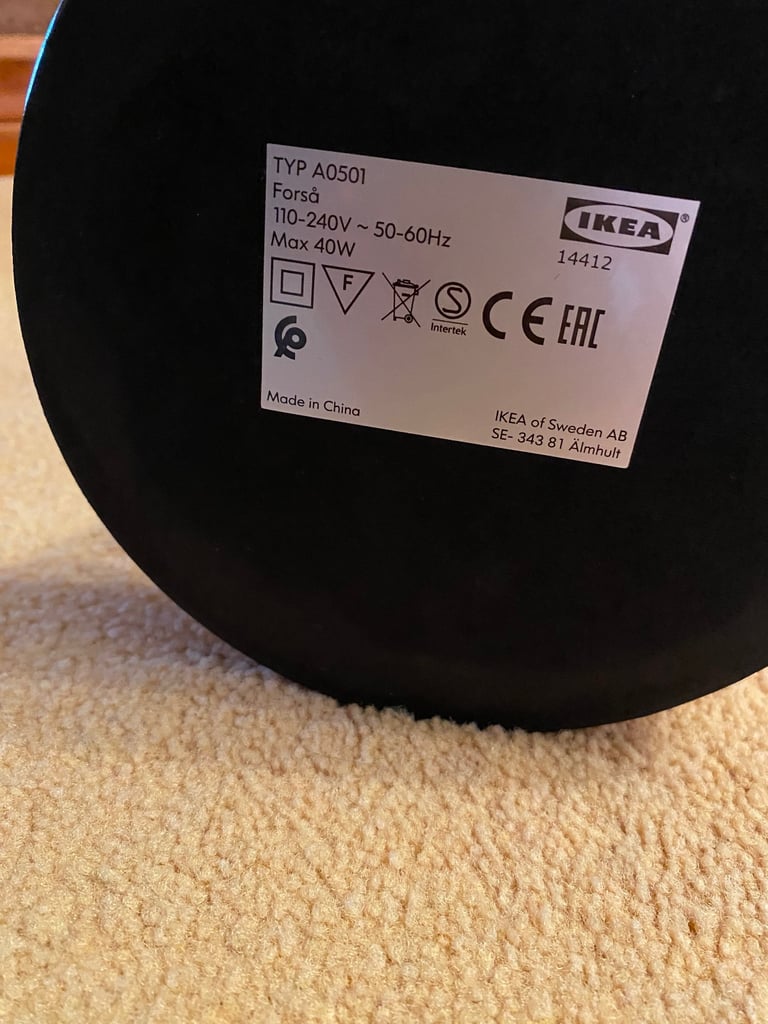 TYP A0501
Forså
110-240V ~ 50-60Hz
Max 40W
IKEA®
14412
F
S
Intertek
CE
EAC
Made in China
IKEA of Sweden AB
SE- 343 81 Älmhult